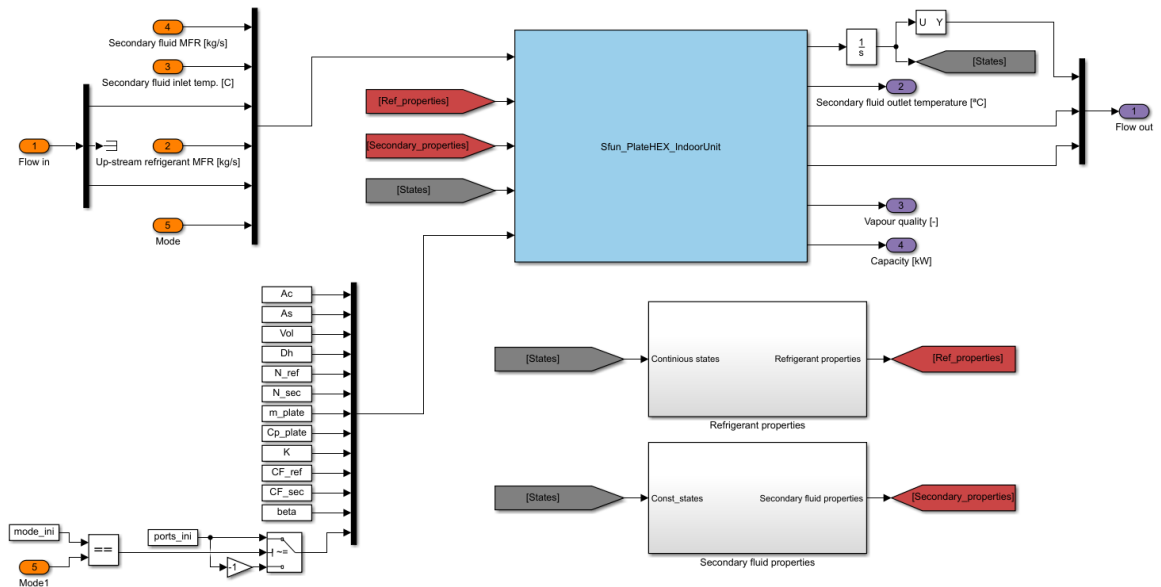 4
Secondary fluid MFR [kg/s]
3
Secondary fluid inlet temp. [C]
1
Flow in
2
Up-stream refrigerant MFR [kg/s]
5
Mode
[Ref_properties]
[Secondary_properties]
[States]
Sfun_PlateHEX_IndoorUnit
1
s
U Y
[States]
2
Secondary fluid outlet temperature [ºC]
1
Flow out
3
Vapour quality [-]
4
Capacity [kW]
Ac
As
Vol
Dh
N_ref
N_sec
m_plate
Cp_plate
K
CF_ref
CF_sec
beta
mode_ini
5
Mode1
==
ports_ini
-1
~=
[States]
Continious states
Refrigerant properties
[Ref_properties]
Refrigerant properties
[States]
Const_states
Secondary fluid properties
[Secondary_properties]
Secondary fluid properties